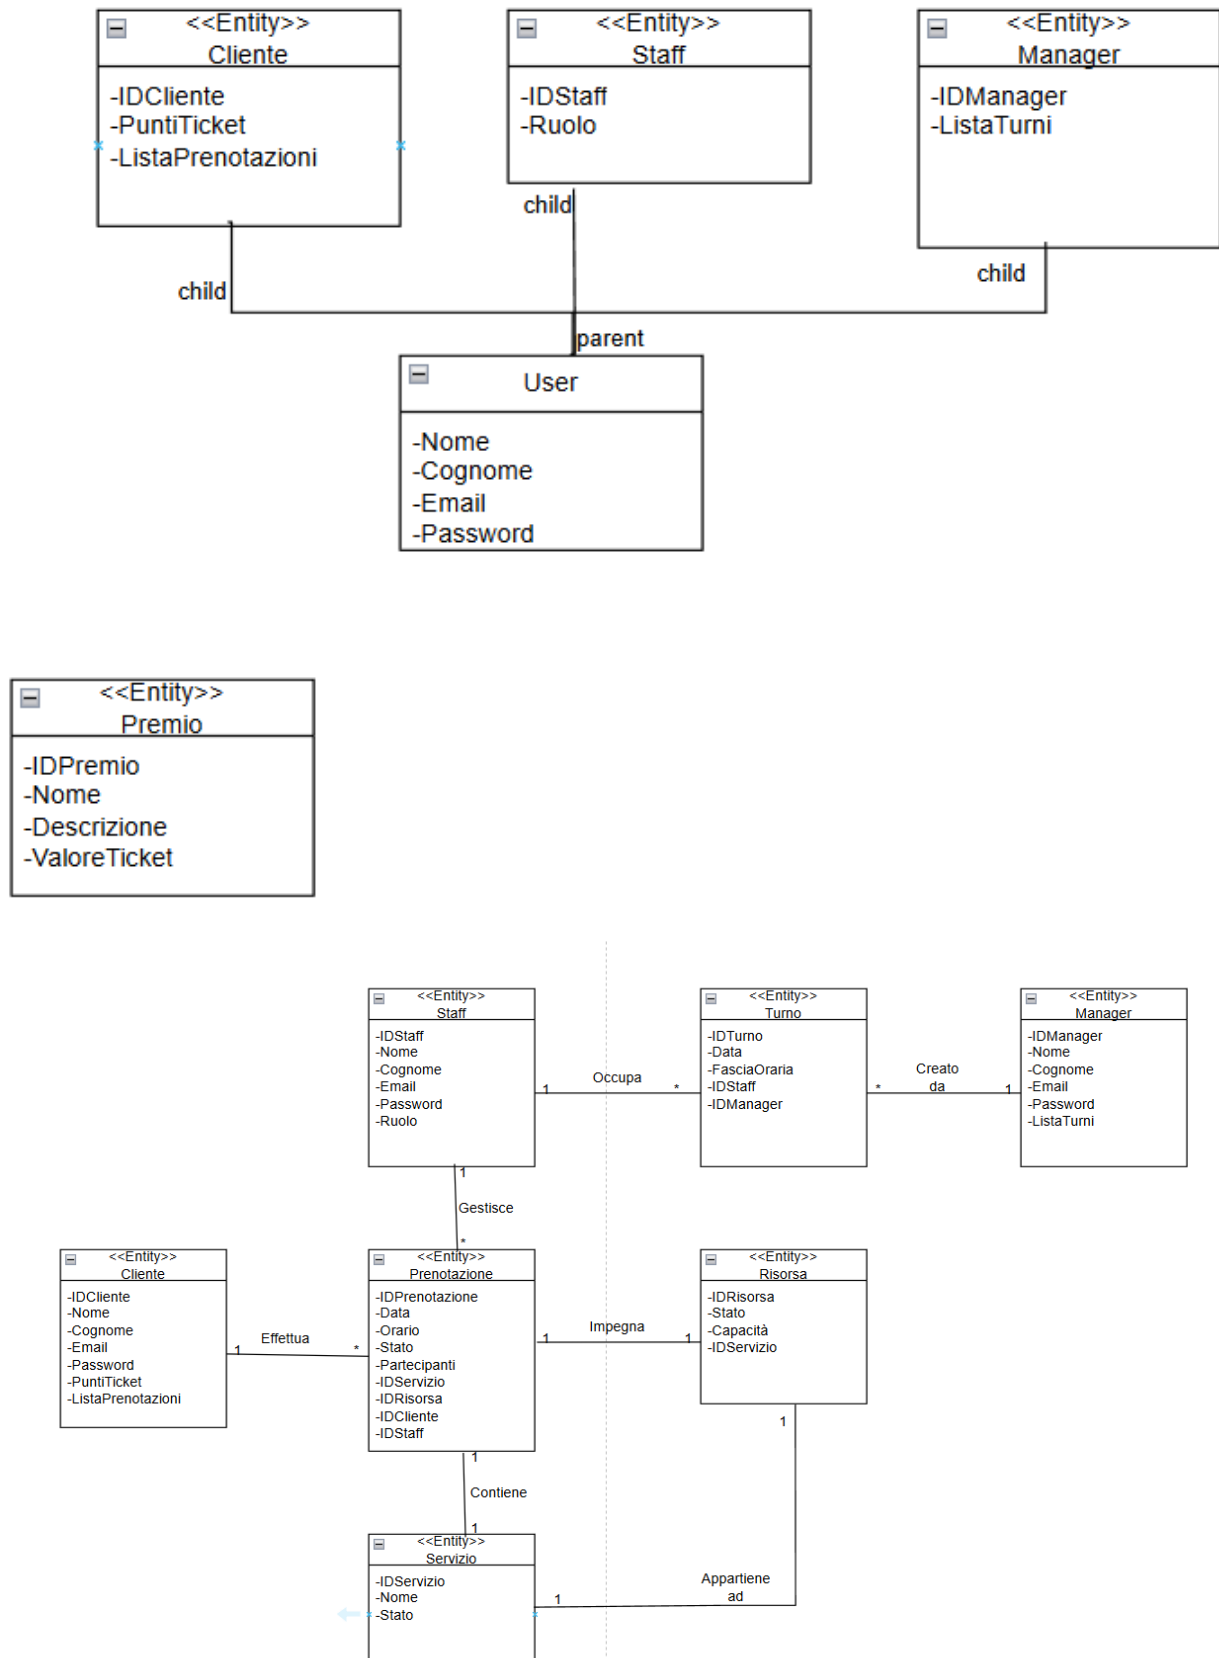 <<Entity>>
Cliente
-IDCliente
-PuntiTicket
-ListaPrenotazioni
<<Entity>>
Staff
-IDStaff
-Ruolo
<<Entity>>
Manager
-IDManager
-ListaTurni
child
child
child
parent
User
-Nome
-Cognome
-Email
-Password
<<Entity>>
Premio
-IDPremio
-Nome
-Descrizione
-ValoreTicket
<<Entity>>
Staff
-IDStaff
-Nome
-Cognome
-Email
-Password
-Ruolo
1
Occupa
*
<<Entity>>
Turno
-IDTurno
-Data
-FasciaOraria
-IDStaff
-IDManager
*
Creato
da
1
<<Entity>>
Manager
-IDManager
-Nome
-Cognome
-Email
-Password
-ListaTurni
1
Gestisce
*
<<Entity>>
Cliente
-IDCliente
-Nome
-Cognome
-Email
-Password
-PuntiTicket
-ListaPrenotazioni
1
Effettua
*
<<Entity>>
Prenotazione
-IDPrenotazione
-Data
-Orario
-Stato
-Partecipanti
-IDServizio
-IDRisorsa
-IDCliente
-IDStaff
1
Impegna
1
<<Entity>>
Risorsa
-IDRisorsa
-Stato
-Capacità
-IDServizio
1
Contiene
1
<<Entity>>
Servizio
-IDServizio
-Nome
-Stato
1
Appartiene
ad
1